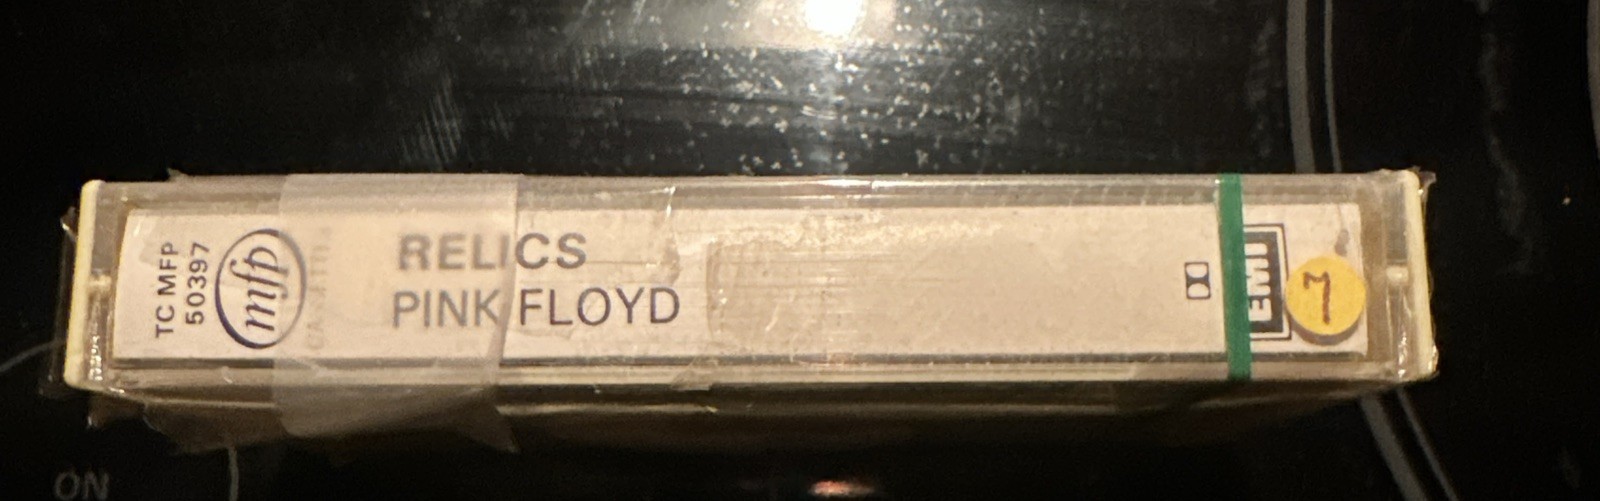 TC MFP
50397
mfp
RELICS
PINK FLOYD
EMI
7
ON